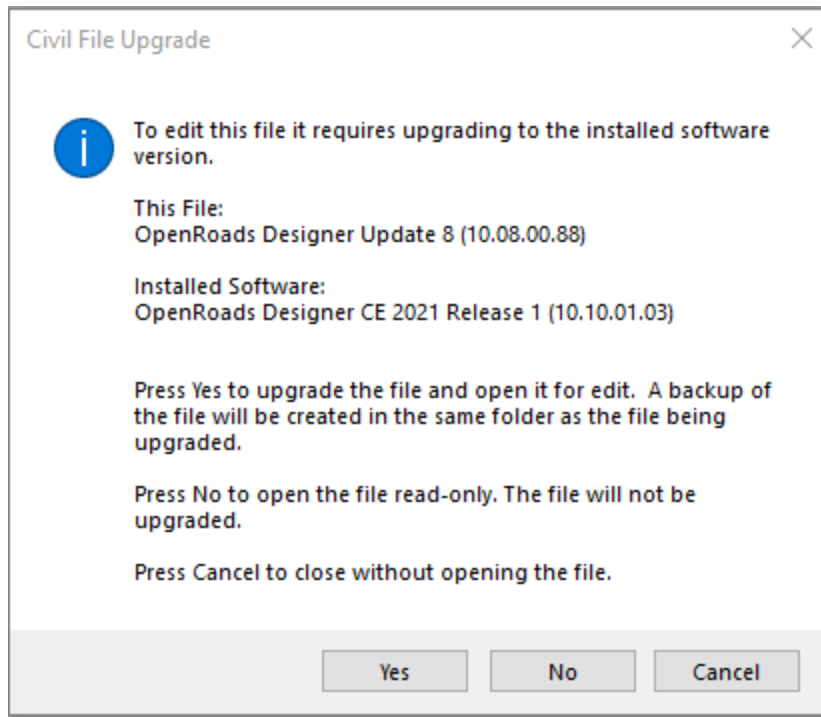 Civil File Upgrade
To edit this file it requires upgrading to the installed software
version.
This File:
OpenRoads Designer Update 8 (10.08.00.88)
Installed Software:
OpenRoads Designer CE 2021 Release 1 (10.10.01.03)
Press Yes to upgrade the file and open it for edit.  A backup of
the file will be created in the same folder as the file being
upgraded.
Press No to open the file read-only. The file will not be
upgraded.
Press Cancel to close without opening the file.
Yes No Cancel